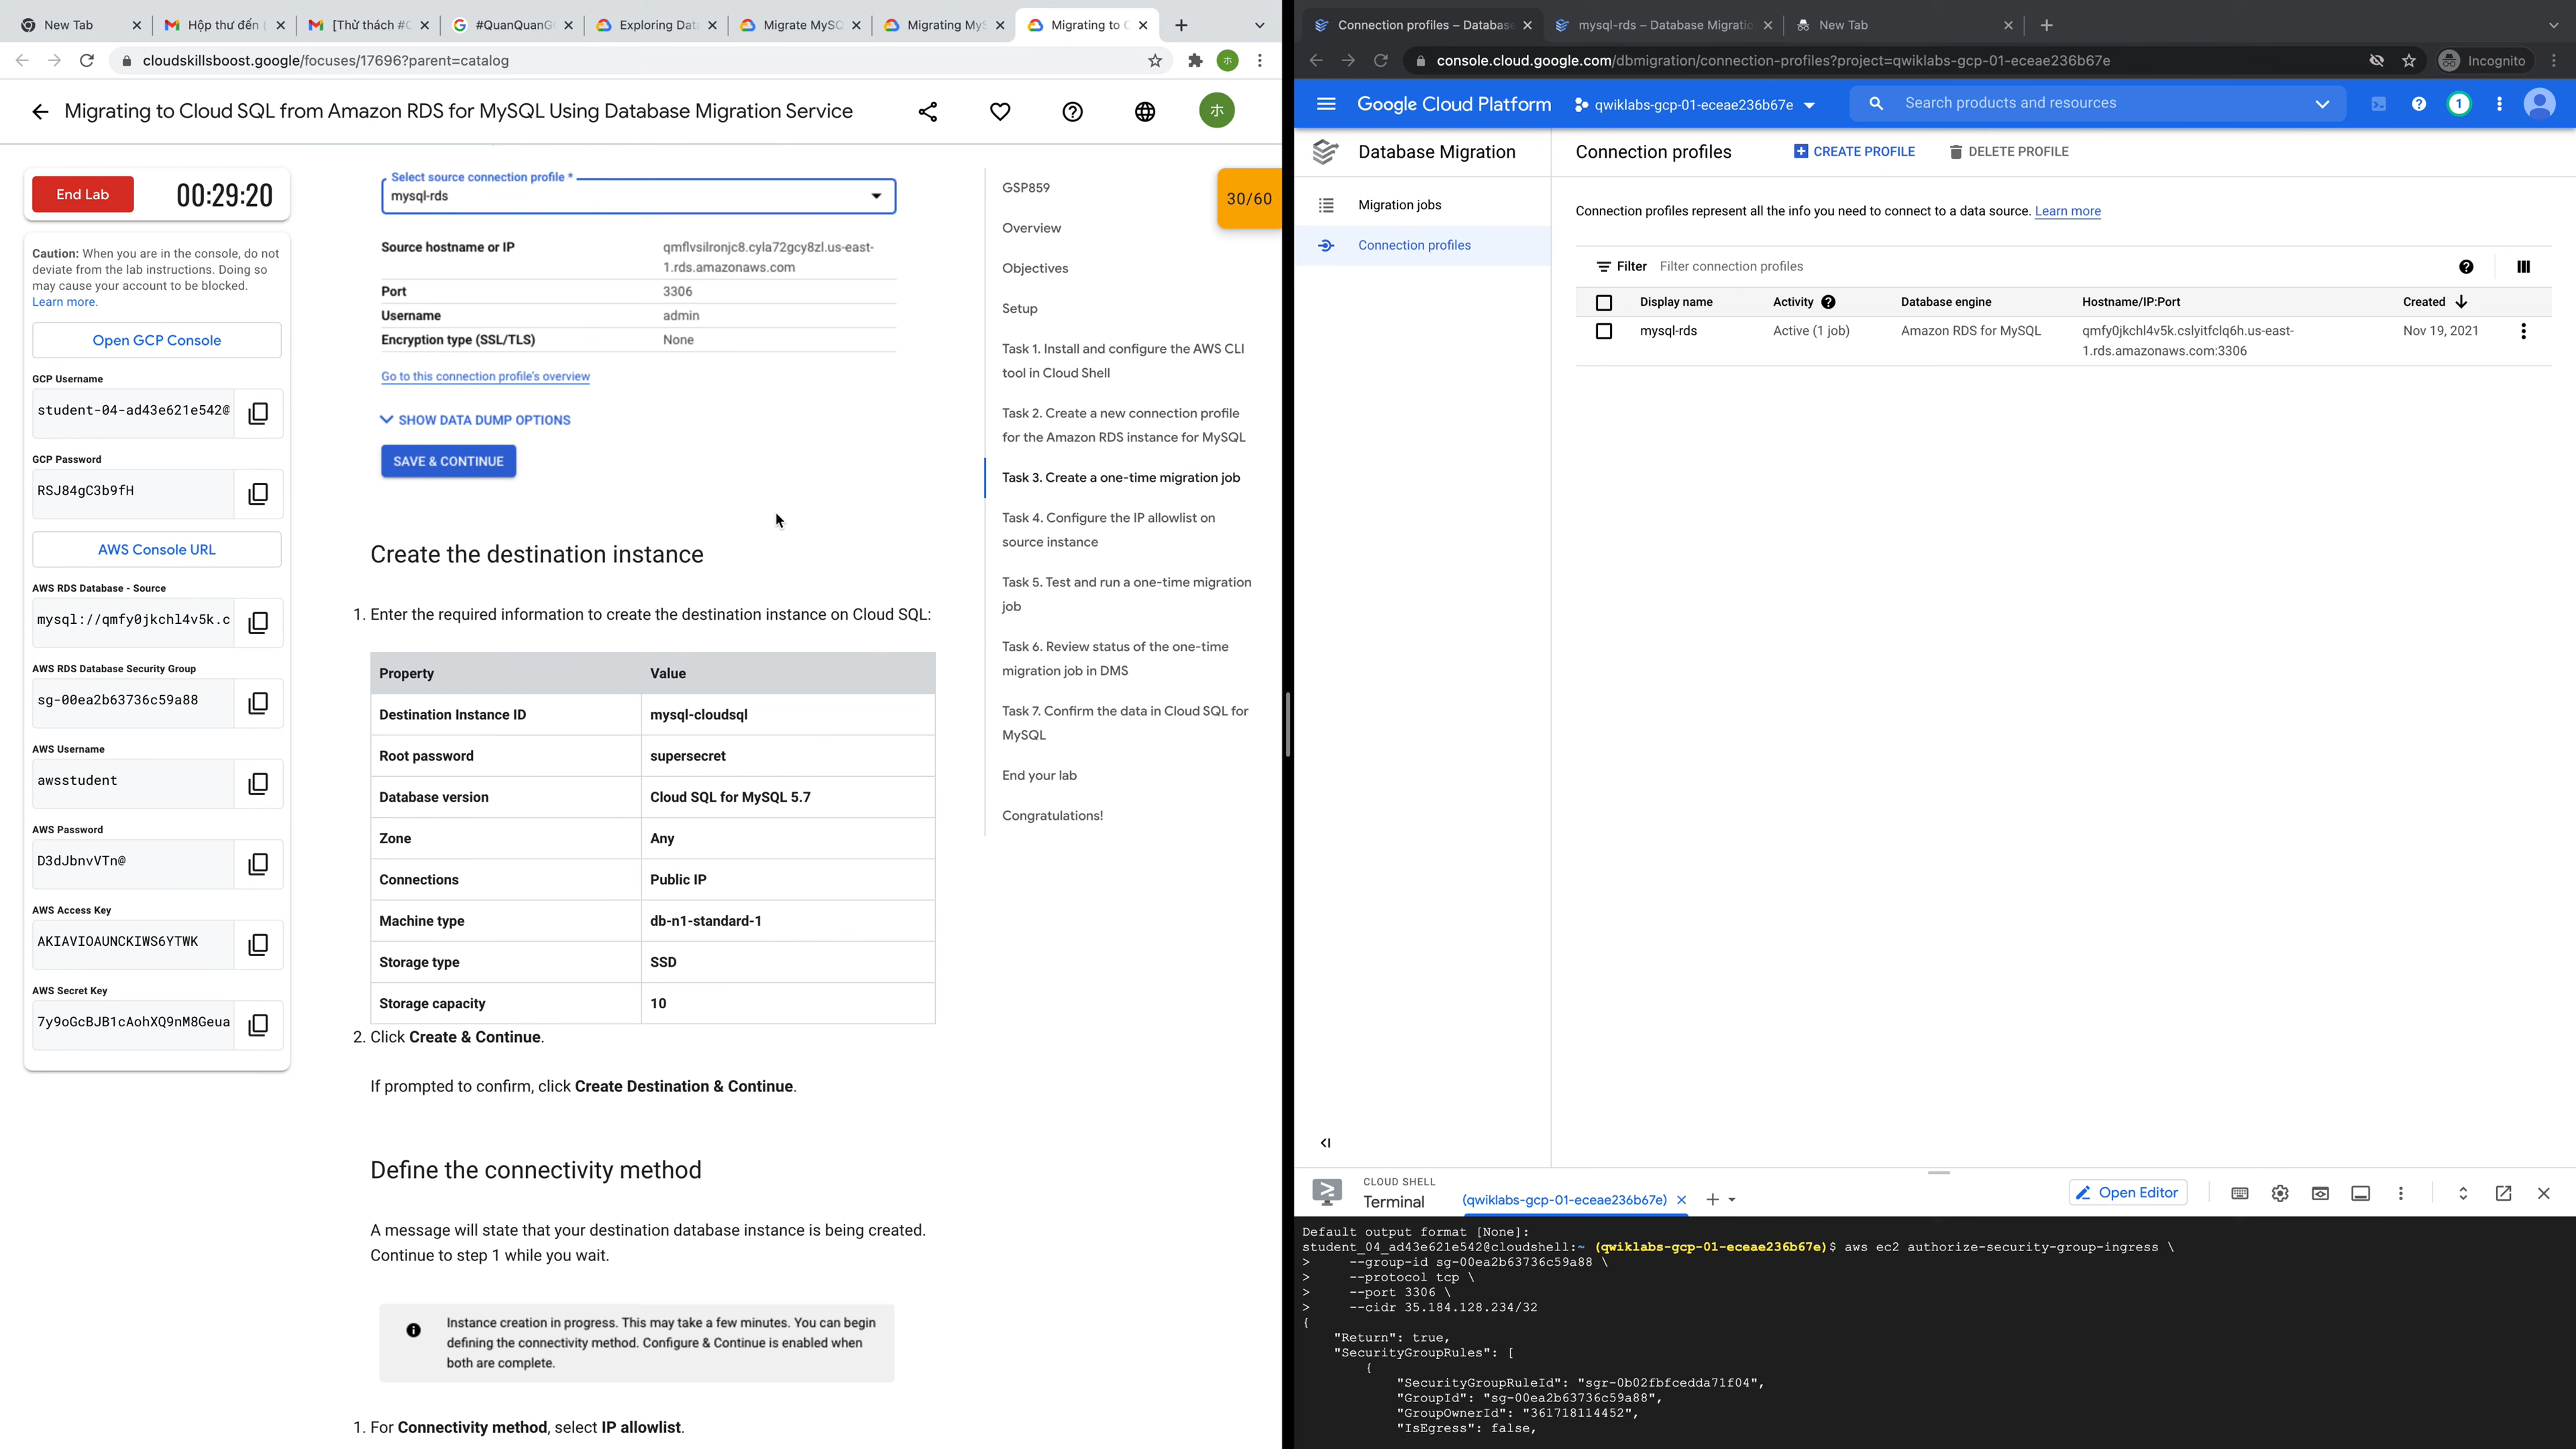 New Tab
Hộp thư đến (
[Thử thách #G
#QuanQuanG
Exploring Dat
Migrate MySQ
Migrating MyS
Migrating to C
cloudskillsboost.google/focuses/17696?parent=catalog
Migrating to Cloud SQL from Amazon RDS for MySQL Using Database Migration Service
ホ
End Lab
00:29:20
Caution: When you are in the console, do not
deviate from the lab instructions. Doing so
may cause your account to be blocked.
Learn more.
Open GCP Console
GCP Username
student-04-ad43e621e542@
GCP Password
RSJ84gC3b9fH
AWS Console URL
AWS RDS Database - Source
mysql://qmfy0jkchl4v5k.c
AWS RDS Database Security Group
sg-00ea2b63736c59a88
AWS Username
awsstudent
AWS Password
D3dJbnvVTn@
AWS Access Key
AKIAVIOAUNCKIWS6YTWK
AWS Secret Key
7y9oGcBJB1cAohXQ9nM8Geua
Select source connection profile *
mysql-rds
Source hostname or IP qmflvsilronjc8.cyla72gcy8zl.us-east-
1.rds.amazonaws.com
Port 3306
Username admin
Encryption type (SSL/TLS) None
Go to this connection profile's overview
SHOW DATA DUMP OPTIONS
SAVE & CONTINUE
Create the destination instance
1. Enter the required information to create the destination instance on Cloud SQL:
Property Value
Destination Instance ID mysql-cloudsql
Root password supersecret
Database version Cloud SQL for MySQL 5.7
Zone Any
Connections Public IP
Machine type db-n1-standard-1
Storage type SSD
Storage capacity 10
2. Click Create & Continue.
If prompted to confirm, click Create Destination & Continue.
Define the connectivity method
A message will state that your destination database instance is being created.
Continue to step 1 while you wait.
Instance creation in progress. This may take a few minutes. You can begin
defining the connectivity method. Configure & Continue is enabled when
both are complete.
1. For Connectivity method, select IP allowlist.
30/60
GSP859
Overview
Objectives
Setup
Task 1. Install and configure the AWS CLI
tool in Cloud Shell
Task 2. Create a new connection profile
for the Amazon RDS instance for MySQL
Task 3. Create a one-time migration job
Task 4. Configure the IP allowlist on
source instance
Task 5. Test and run a one-time migration
job
Task 6. Review status of the one-time
migration job in DMS
Task 7. Confirm the data in Cloud SQL for
MySQL
End your lab
Congratulations!
Connection profiles – Database
mysql-rds – Database Migratio
New Tab
console.cloud.google.com/dbmigration/connection-profiles?project=qwiklabs-gcp-01-eceae236b67e
Incognito
Google Cloud Platform
qwiklabs-gcp-01-eceae236b67e
Search products and resources
1
Database Migration
Migration jobs
Connection profiles
Connection profiles
CREATE PROFILE
DELETE PROFILE
Connection profiles represent all the info you need to connect to a data source. Learn more
Filter Filter connection profiles
Display name Activity Database engine Hostname/IP:Port Created
mysql-rds Active (1 job) Amazon RDS for MySQL qmfy0jkchl4v5k.cslyitfclq6h.us-east- Nov 19, 2021
1.rds.amazonaws.com:3306
CLOUD SHELL
Terminal
(qwiklabs-gcp-01-eceae236b67e)
Open Editor
Default output format [None]:
student_04_ad43e621e542@cloudshell:~ (qwiklabs-gcp-01-eceae236b67e)$ aws ec2 authorize-security-group-ingress \
> --group-id sg-00ea2b63736c59a88 \
> --protocol tcp \
> --port 3306 \
> --cidr 35.184.128.234/32
{
"Return": true,
"SecurityGroupRules": [
{
"SecurityGroupRuleId": "sgr-0b02fbfcedda71f04",
"GroupId": "sg-00ea2b63736c59a88",
"GroupOwnerId": "361718114452",
"IsEgress": false,